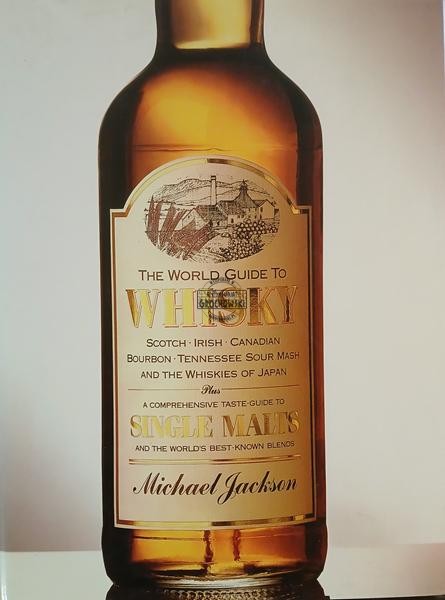 THE WORLD GUIDE TO
WHISKY
GROCHOWSKI
SCOTCH · IRISH · CANADIAN
BOURBON · TENNESSEE SOUR MASH
AND THE WHISKIES OF JAPAN
Plus
A COMPREHENSIVE TASTE-GUIDE TO
SINGLE MALTS
AND THE WORLD'S BEST-KNOWN BLENDS
Michael Jackson